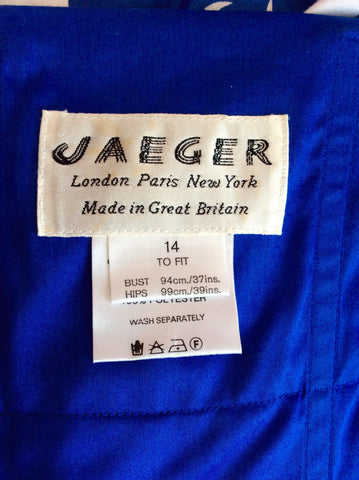 JAEGER
London Paris New York
Made in Great Britain
14
TO FIT
BUST 94cm./37ins.
HIPS 99cm./39ins.
100% POLYESTER
WASH SEPARATELY
F